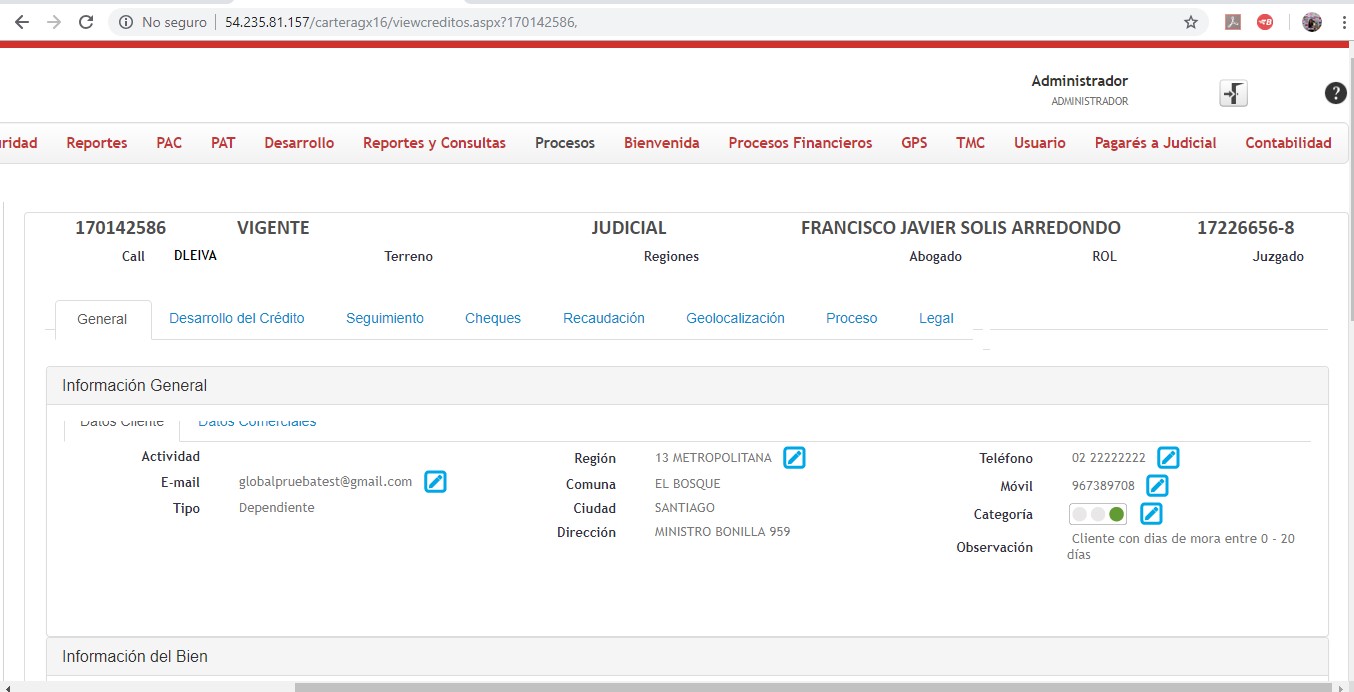 No seguro | 54.235.81.157/carteragx16/viewcreditos.aspx?170142586,
Administrador
ADMINISTRADOR
?
uridad Reportes PAC PAT Desarrollo Reportes y Consultas Procesos Bienvenida Procesos Financieros GPS TMC Usuario Pagarés a Judicial Contabilidad
170142586 VIGENTE JUDICIAL FRANCISCO JAVIER SOLIS ARREDONDO 17226656-8
Call DLEIVA Terreno Regiones Abogado ROL Juzgado
General Desarrollo del Crédito Seguimiento Cheques Recaudación Geolocalización Proceso Legal
Información General
Datos Cliente Datos Comerciales
Actividad
E-mail globalpruebatest@gmail.com
Tipo Dependiente
Región 13 METROPOLITANA
Comuna EL BOSQUE
Ciudad SANTIAGO
Dirección MINISTRO BONILLA 959
Teléfono 02 22222222
Móvil 967389708
Categoría
Observación Cliente con dias de mora entre 0 - 20
días
Información del Bien